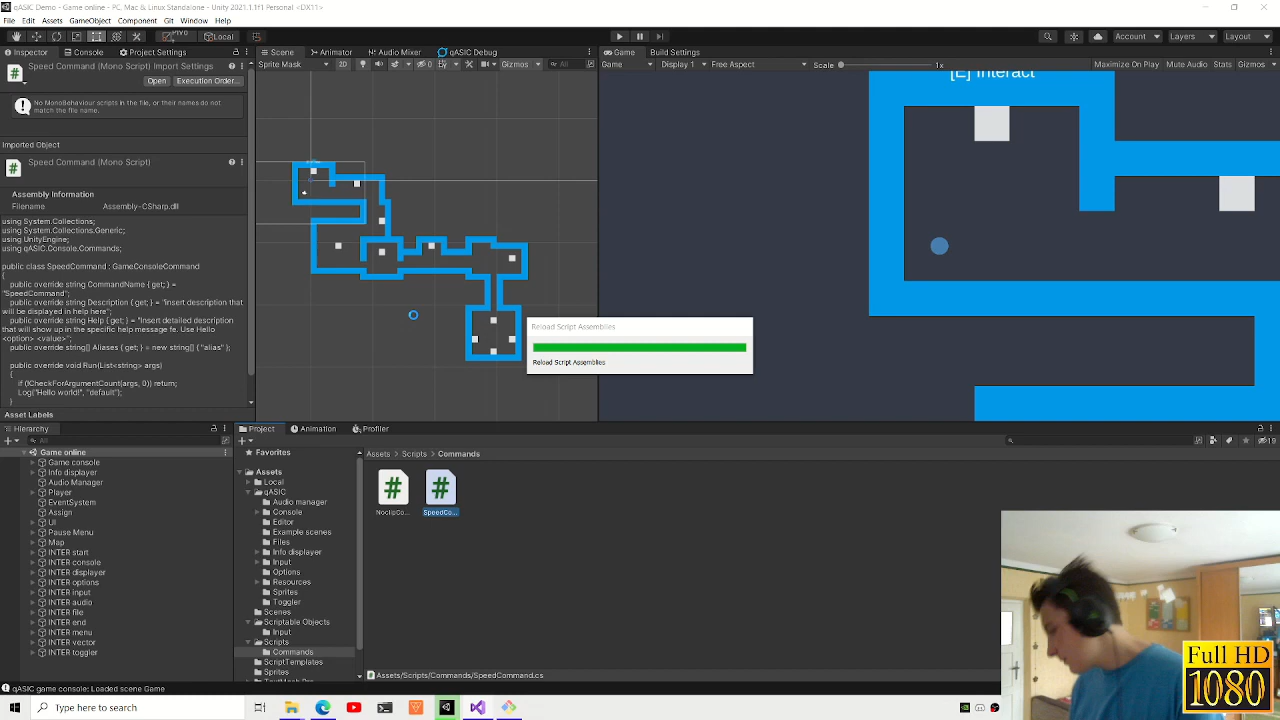 qASIC Demo - Game online - PC, Mac & Linux Standalone - Unity 2021.1.1f1 Personal <DX11>
File Edit Assets GameObject Component Git Window Help
Pivot Local Account Layers Layout
Inspector Console Project Settings Scene Animator Audio Mixer qASIC Debug Game Build Settings
Speed Command (Mono Script) Import Settings Sprite Mask 2D 0 Gizmos All Game Display 1 Free Aspect Scale 1x Maximize On Play Mute Audio Stats Gizmos
Open Execution Order...
[E] Interact
No MonoBehaviour scripts in the file, or their names do not
match the file name.
Imported Object
Speed Command (Mono Script)
Assembly Information
Filename Assembly-CSharp.dll
using System.Collections;
using System.Collections.Generic;
using UnityEngine;
using qASIC.Console.Commands;
public class SpeedCommand : GameConsoleCommand
{
public override string CommandName { get; } =
"SpeedCommand";
public override string Description { get; } = "Insert description that
will be displayed in help here";
public override string Help { get; } = "Insert detailed description
that will show up in the specific help message fe. Use Hello
<option> <value>";
public override string[] Aliases { get; } = new string[] { "alias" };
public override void Run(List<string> args)
{
if (!CheckForArgumentCount(args, 0)) return;
Log("Hello world!", "default");
}
Asset Labels
Reload Script Assemblies
Reload Script Assemblies
Hierarchy
All
Game online
Game console
Info displayer
Audio Manager
Player
EventSystem
Assign
UI
Pause Menu
Map
INTER start
INTER console
INTER displayer
INTER options
INTER input
INTER audio
INTER file
INTER end
INTER menu
INTER vector
INTER toggler
Project Animation Profiler
19
Favorites
Assets
Local
qASIC
Audio manager
Console
Editor
Example scenes
Files
Info displayer
Input
Options
Resources
Sprites
Toggler
Scenes
Scriptable Objects
Input
Scripts
Commands
ScriptTemplates
Sprites
Assets Scripts Commands
NoclipCo... SpeedCo...
Assets/Scripts/Commands/SpeedCommand.cs
qASIC game console: Loaded scene Game
Type here to search
Full HD
1080